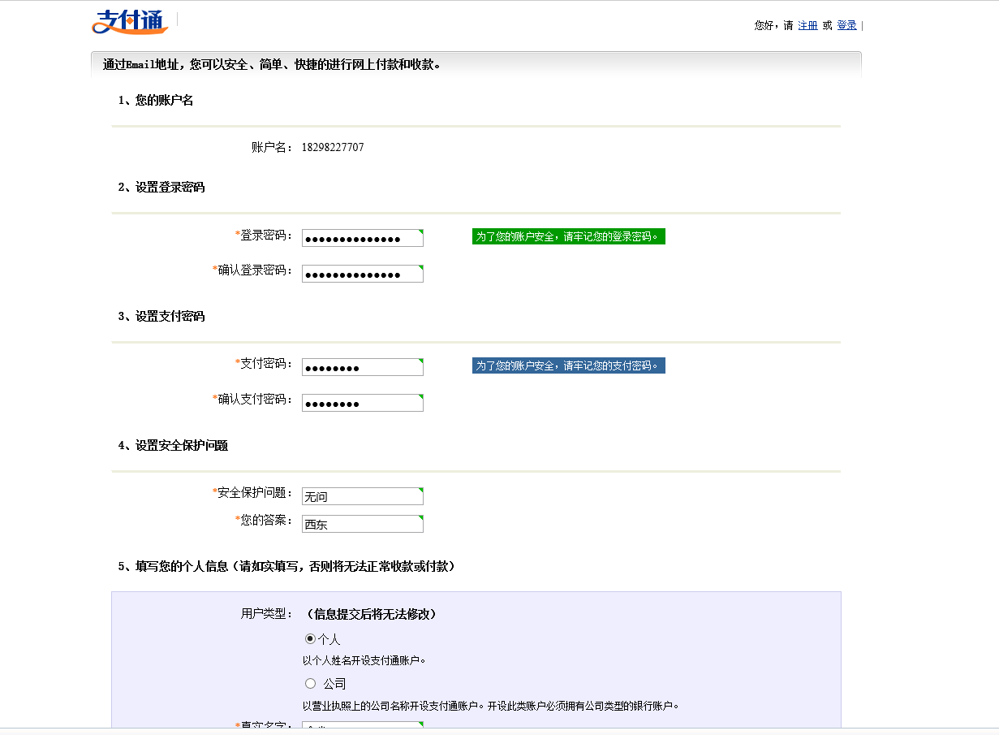 支付通
您好，请 注册 或 登录 |
通过Email地址，您可以安全、简单、快捷的进行网上付款和收款。
1、您的账户名
账户名： 18298227707
2、设置登录密码
*登录密码： ●●●●●●●●●●●●●● 为了您的账户安全，请牢记您的登录密码。
*确认登录密码： ●●●●●●●●●●●●●●
3、设置支付密码
*支付密码： ●●●●●●●● 为了您的账户安全，请牢记您的支付密码。
*确认支付密码： ●●●●●●●●
4、设置安全保护问题
*安全保护问题： 无问
*您的答案： 西东
5、填写您的个人信息（请如实填写，否则将无法正常收款或付款）
用户类型： （信息提交后将无法修改）
个人
以个人姓名开设支付通账户。
公司
以营业执照上的公司名称开设支付通账户。开设此类账户必须拥有公司类型的银行账户。
*真实名字：